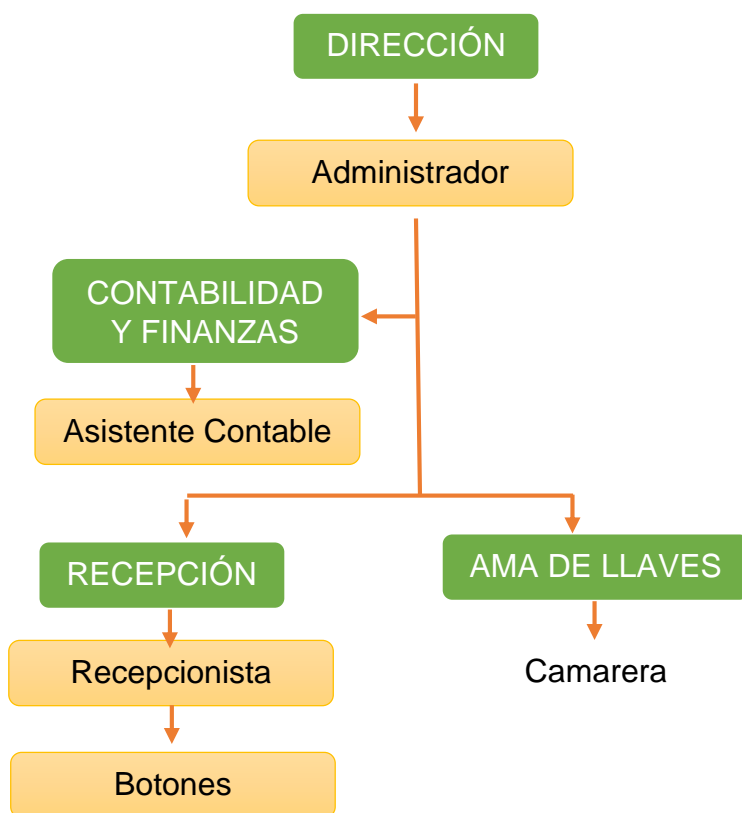 DIRECCIÓN
Administrador
CONTABILIDAD
Y FINANZAS
Asistente Contable
RECEPCIÓN
AMA DE LLAVES
Recepcionista
Camarera
Botones